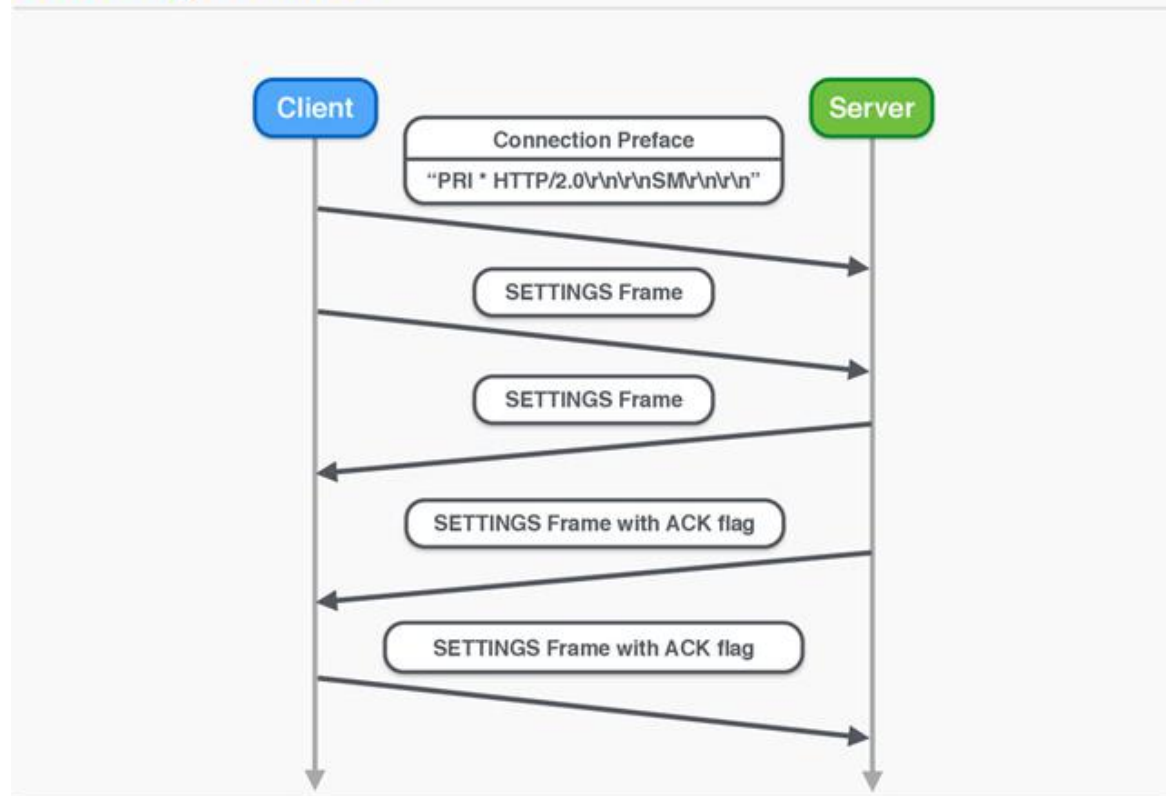 Client
Server
Connection Preface
“PRI * HTTP/2.0\r\n\r\nSM\r\n\r\n”
SETTINGS Frame
SETTINGS Frame
SETTINGS Frame with ACK flag
SETTINGS Frame with ACK flag